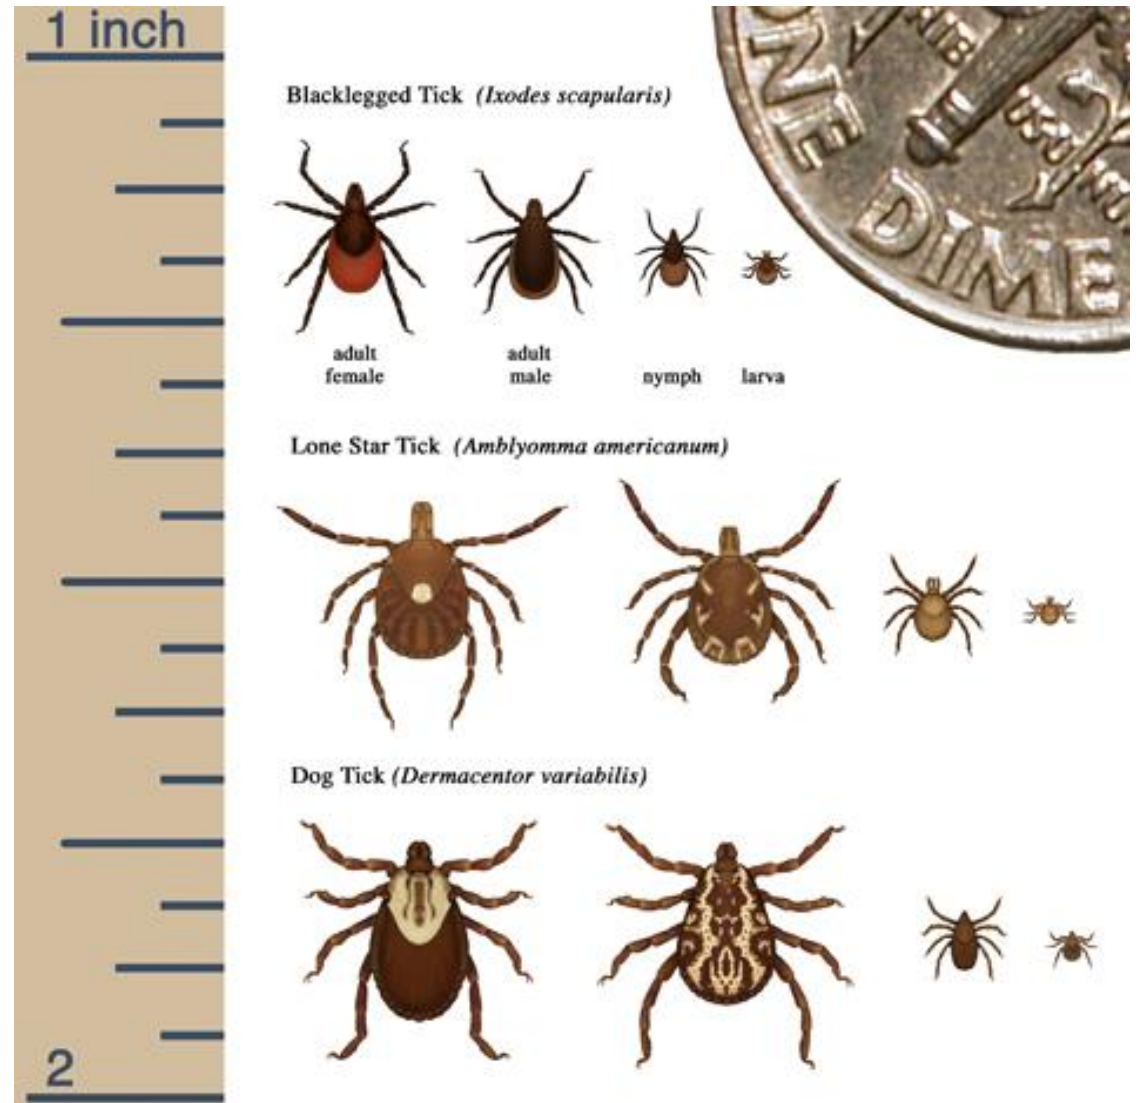 1 inch
Blacklegged Tick (Ixodes scapularis)
adult female
adult male
nymph
larva
Lone Star Tick (Amblyomma americanum)
Dog Tick (Dermacentor variabilis)
2
ONE DIME